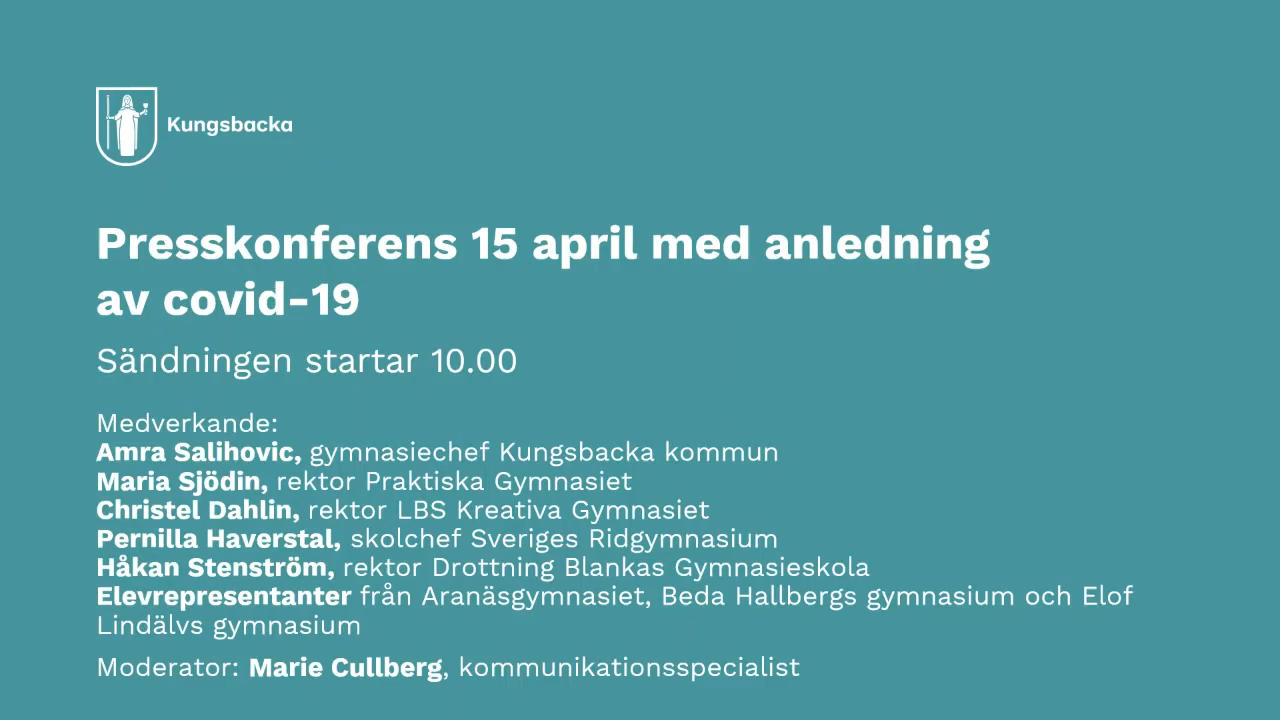 Kungsbacka
Presskonferens 15 april med anledning
av covid-19
Sändningen startar 10.00
Medverkande:
Amra Salihovic, gymnasiechef Kungsbacka kommun
Maria Sjödin, rektor Praktiska Gymnasiet
Christel Dahlin, rektor LBS Kreativa Gymnasiet
Pernilla Haverstal, skolchef Sveriges Ridgymnasium
Håkan Stenström, rektor Drottning Blankas Gymnasieskola
Elevrepresentanter från Aranäsgymnasiet, Beda Hallbergs gymnasium och Elof
Lindälvs gymnasium
Moderator: Marie Cullberg, kommunikationsspecialist